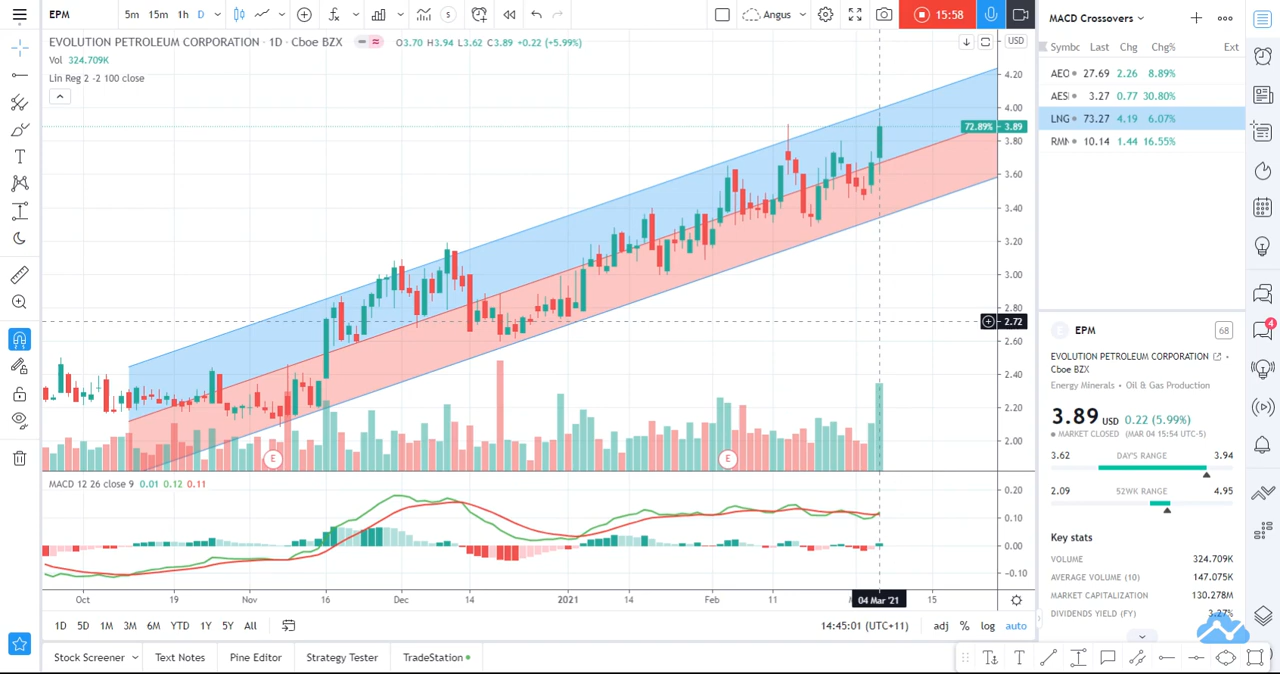 EPM 5m 15m 1h D S Angus 15:58
MACD Crossovers
EVOLUTION PETROLEUM CORPORATION · 1D · Cboe BZX O3.70 H3.94 L3.62 C3.89 +0.22 (+5.99%)
USD
Vol 324.709K
Lin Reg 2 -2 100 close
Symbc Last Chg Chg% Ext
AEO 27.69 2.26 8.89%
AES 3.27 0.77 30.80%
LNG 73.27 4.19 6.07%
RMN 10.14 1.44 16.55%
4.20
4.00
72.89% 3.89
3.80
3.60
3.40
3.20
3.00
2.80
2.72
2.60
2.40
2.20
2.00
E E
MACD 12 26 close 9 0.01 0.12 0.11
0.20
0.10
0.00
-0.10
Oct 19 Nov 16 Dec 14 2021 14 Feb 11 04 Mar '21 15
1D 5D 1M 3M 6M YTD 1Y 5Y All
14:45:01 (UTC+11) adj % log auto
Stock Screener Text Notes Pine Editor Strategy Tester TradeStation
4
E EPM 68
EVOLUTION PETROLEUM CORPORATION
Cboe BZX
Energy Minerals • Oil & Gas Production
3.89 USD 0.22 (5.99%)
MARKET CLOSED (MAR 04 15:54 UTC-5)
3.62 DAY'S RANGE 3.94
2.09 52WK RANGE 4.95
Key stats
VOLUME 324.709K
AVERAGE VOLUME (10) 147.075K
MARKET CAPITALIZATION 130.278M
DIVIDENDS YIELD (FY) 3.27%